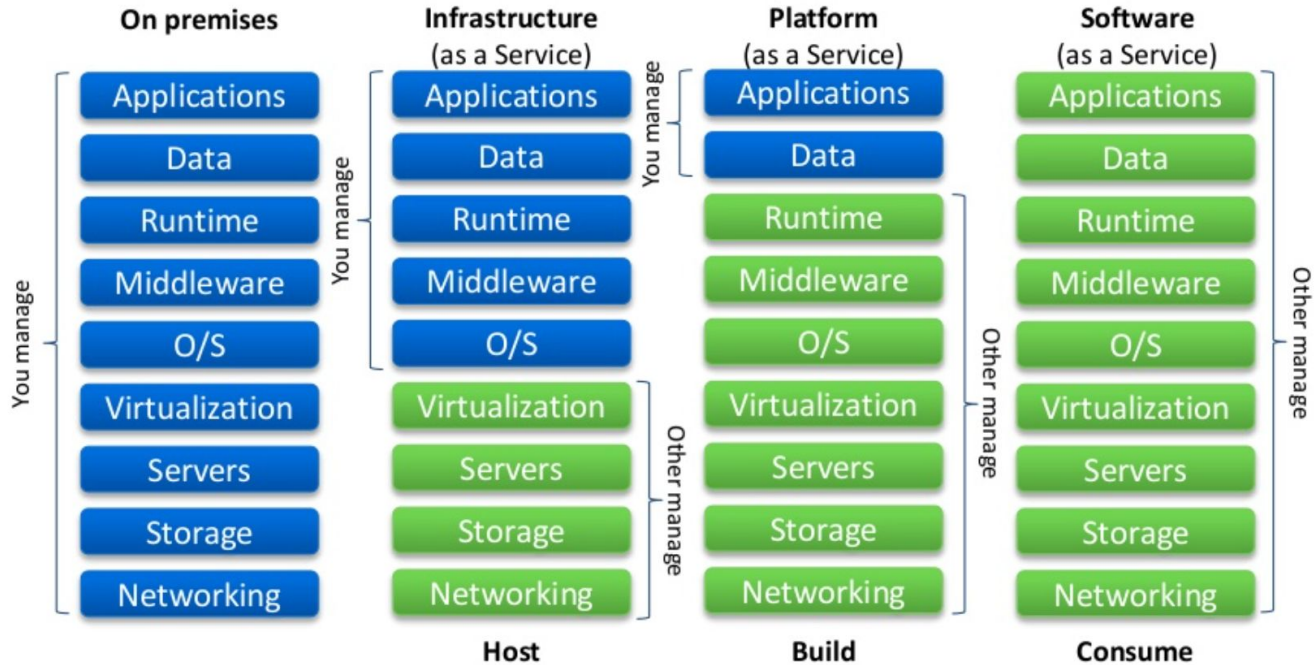 On premises
You manage
Applications
Data
Runtime
Middleware
O/S
Virtualization
Servers
Storage
Networking
Infrastructure
(as a Service)
You manage
Applications
Data
Runtime
Middleware
O/S
Virtualization
Servers
Storage
Networking
Other manage
Host
Platform
(as a Service)
You manage
Applications
Data
Runtime
Middleware
O/S
Virtualization
Servers
Storage
Networking
Other manage
Build
Software
(as a Service)
Applications
Data
Runtime
Middleware
O/S
Virtualization
Servers
Storage
Networking
Other manage
Consume